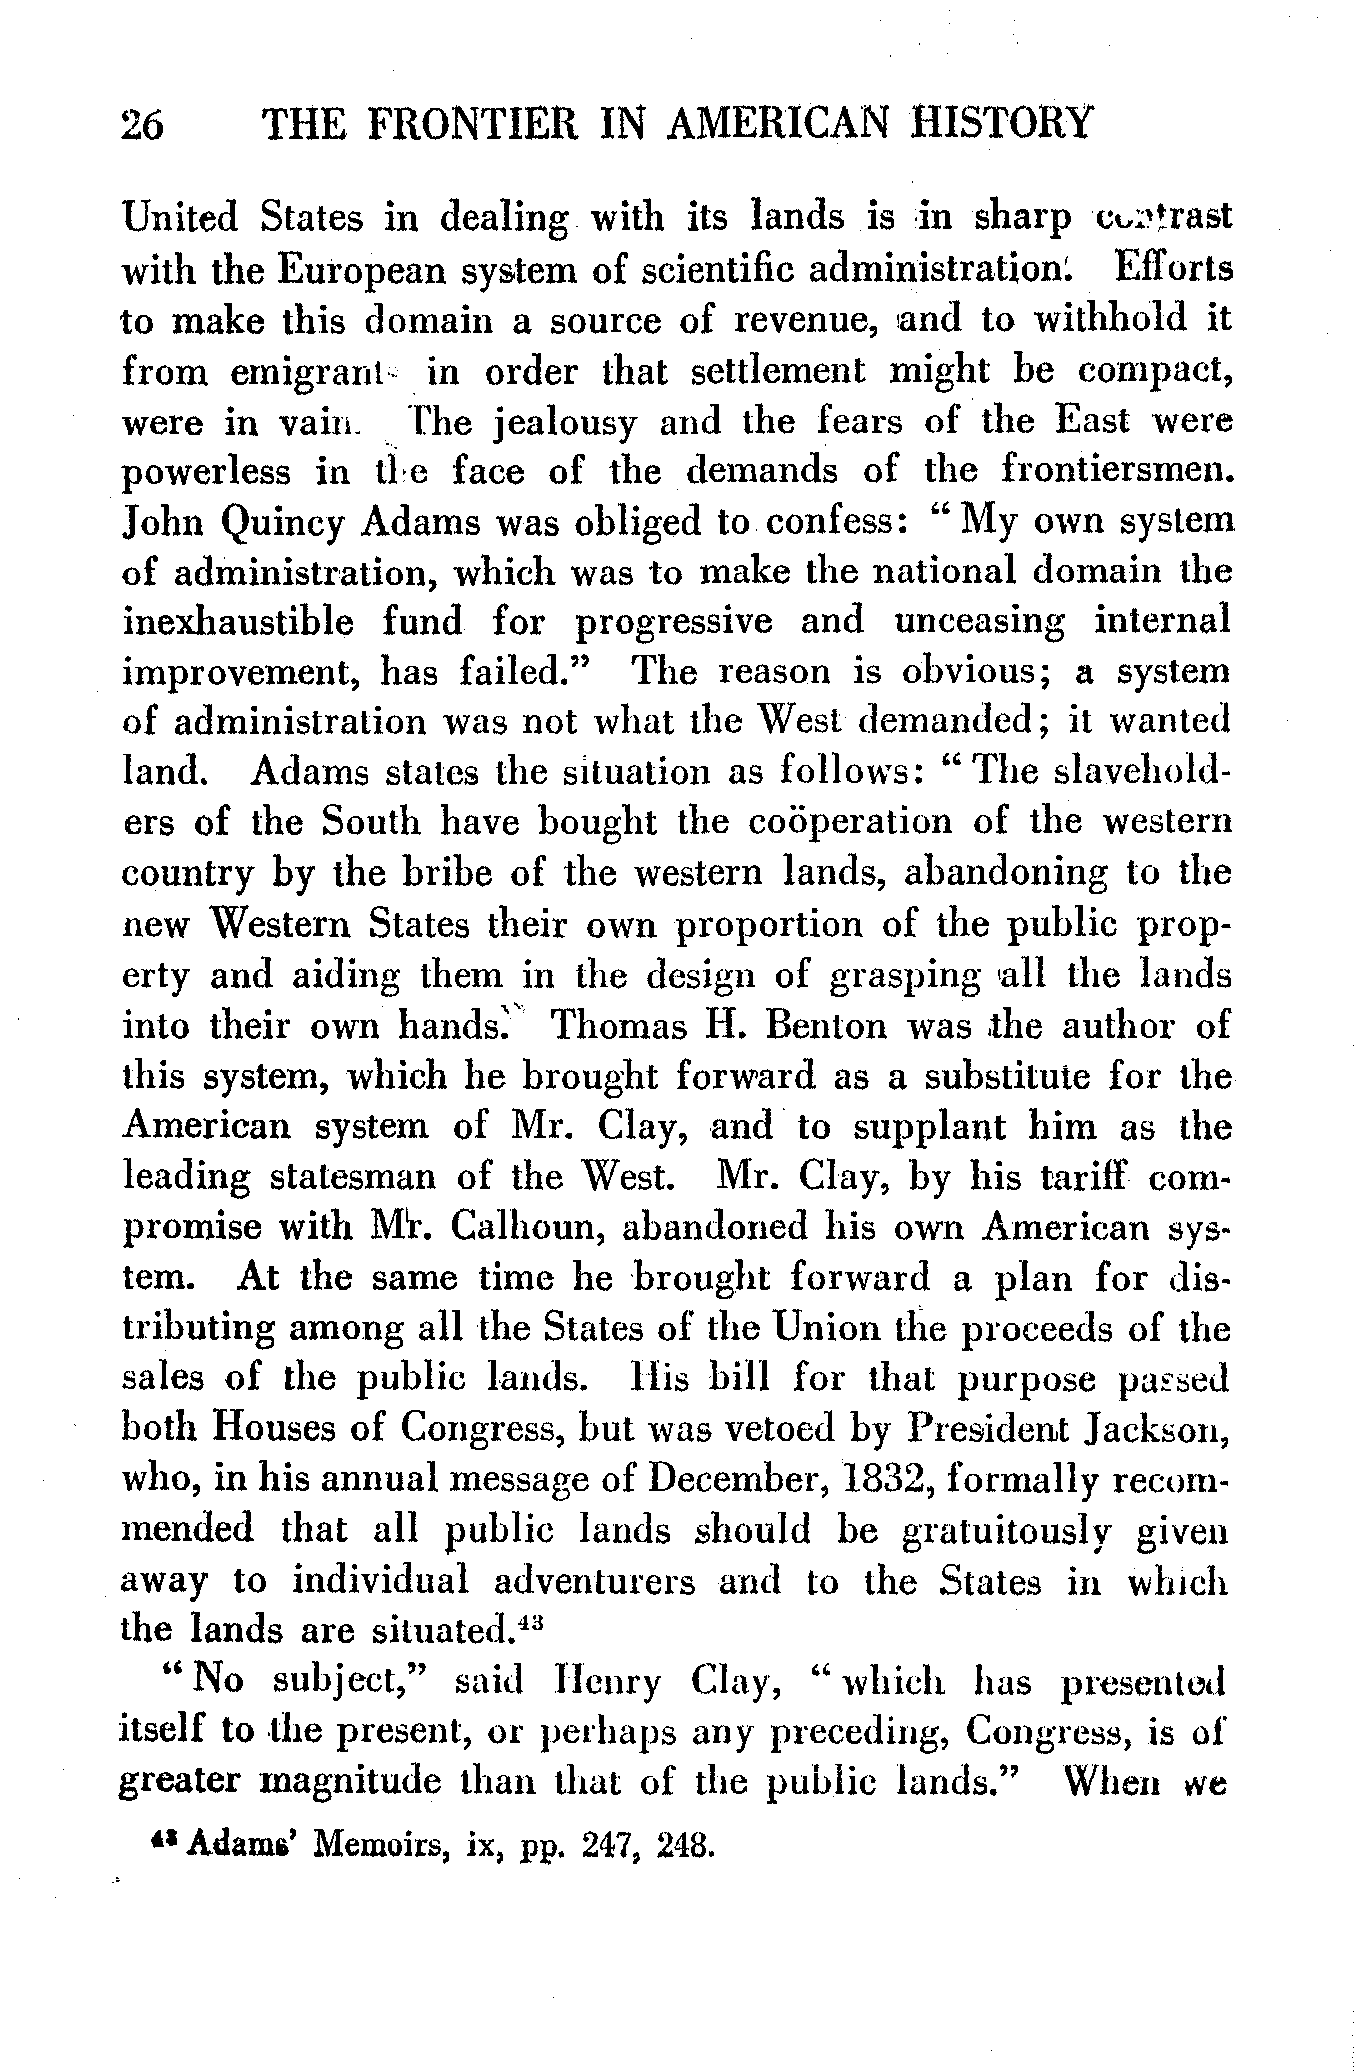 26 THE FRONTIER IN AMERICAN HISTORY
United States in dealing with its lands is in sharp contrast
with the European system of scientific administration. Efforts
to make this domain a source of revenue, and to withhold it
from emigrants in order that settlement might be compact,
were in vain. The jealousy and the fears of the East were
powerless in the face of the demands of the frontiersmen.
John Quincy Adams was obliged to confess: “ My own system
of administration, which was to make the national domain the
inexhaustible fund for progressive and unceasing internal
improvement, has failed.” The reason is obvious; a system
of administration was not what the West demanded; it wanted
land. Adams states the situation as follows: “ The slavehold-
ers of the South have bought the coöperation of the western
country by the bribe of the western lands, abandoning to the
new Western States their own proportion of the public prop-
erty and aiding them in the design of grasping all the lands
into their own hands.” Thomas H. Benton was the author of
this system, which he brought forward as a substitute for the
American system of Mr. Clay, and to supplant him as the
leading statesman of the West. Mr. Clay, by his tariff com-
promise with Mr. Calhoun, abandoned his own American sys-
tem. At the same time he brought forward a plan for dis-
tributing among all the States of the Union the proceeds of the
sales of the public lands. His bill for that purpose passed
both Houses of Congress, but was vetoed by President Jackson,
who, in his annual message of December, 1832, formally recom-
mended that all public lands should be gratuitously given
away to individual adventurers and to the States in which
the lands are situated.⁴³
“ No subject,” said Henry Clay, “ which has presented
itself to the present, or perhaps any preceding, Congress, is of
greater magnitude than that of the public lands.” When we
⁴³ Adams’ Memoirs, ix, pp. 247, 248.